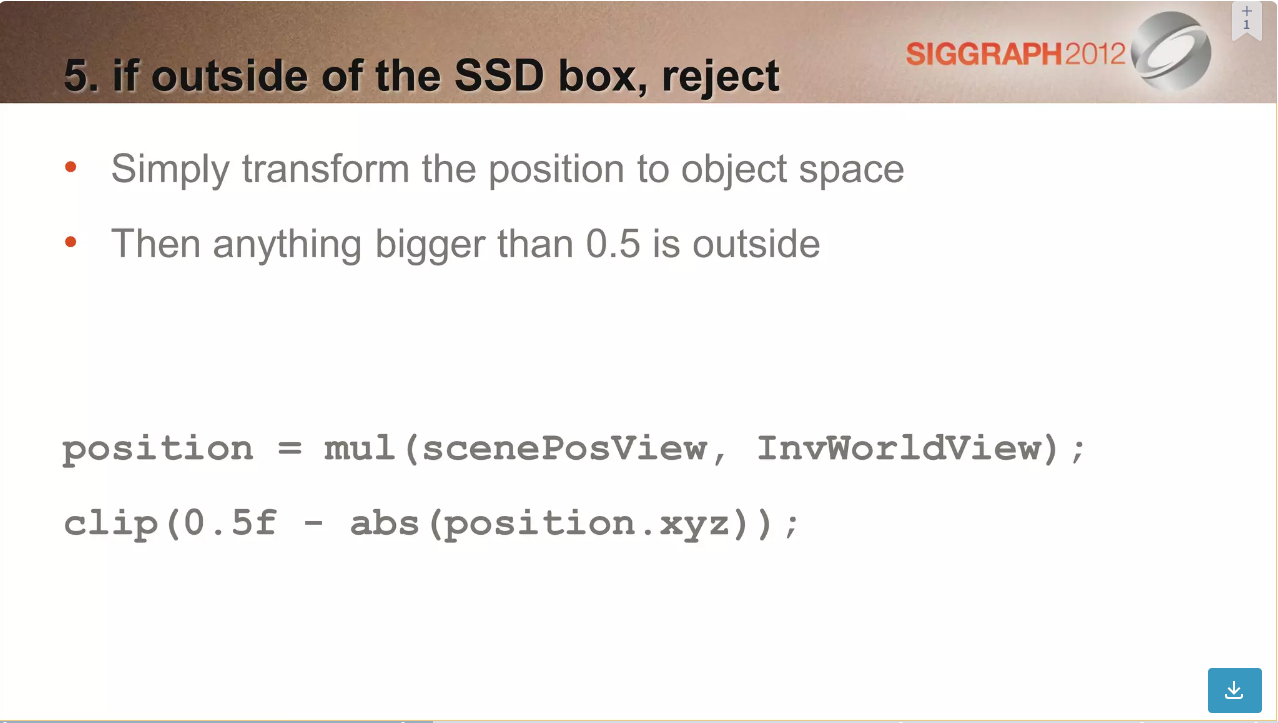 +
1
SIGGRAPH2012
5. if outside of the SSD box, reject
• Simply transform the position to object space
• Then anything bigger than 0.5 is outside
position = mul(scenePosView, InvWorldView);
clip(0.5f - abs(position.xyz));